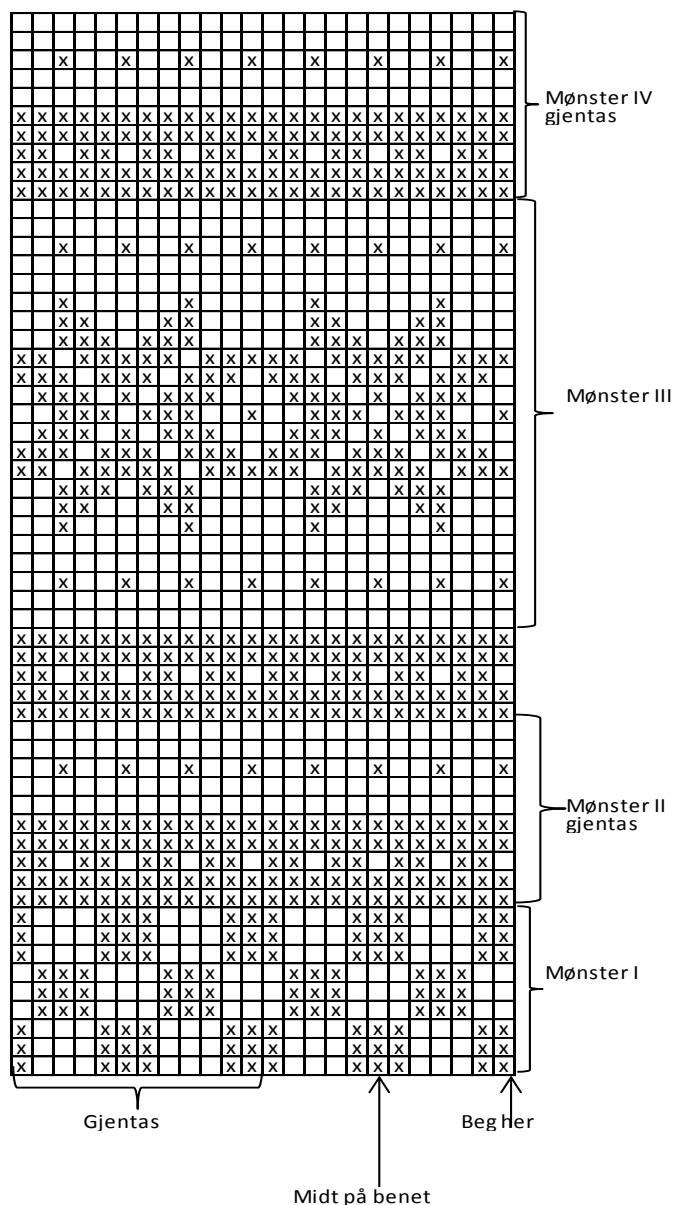 Mønster IV
gjentas
Mønster III
Mønster II
gjentas
Mønster I
Gjentas
Beg her
Midt på benet